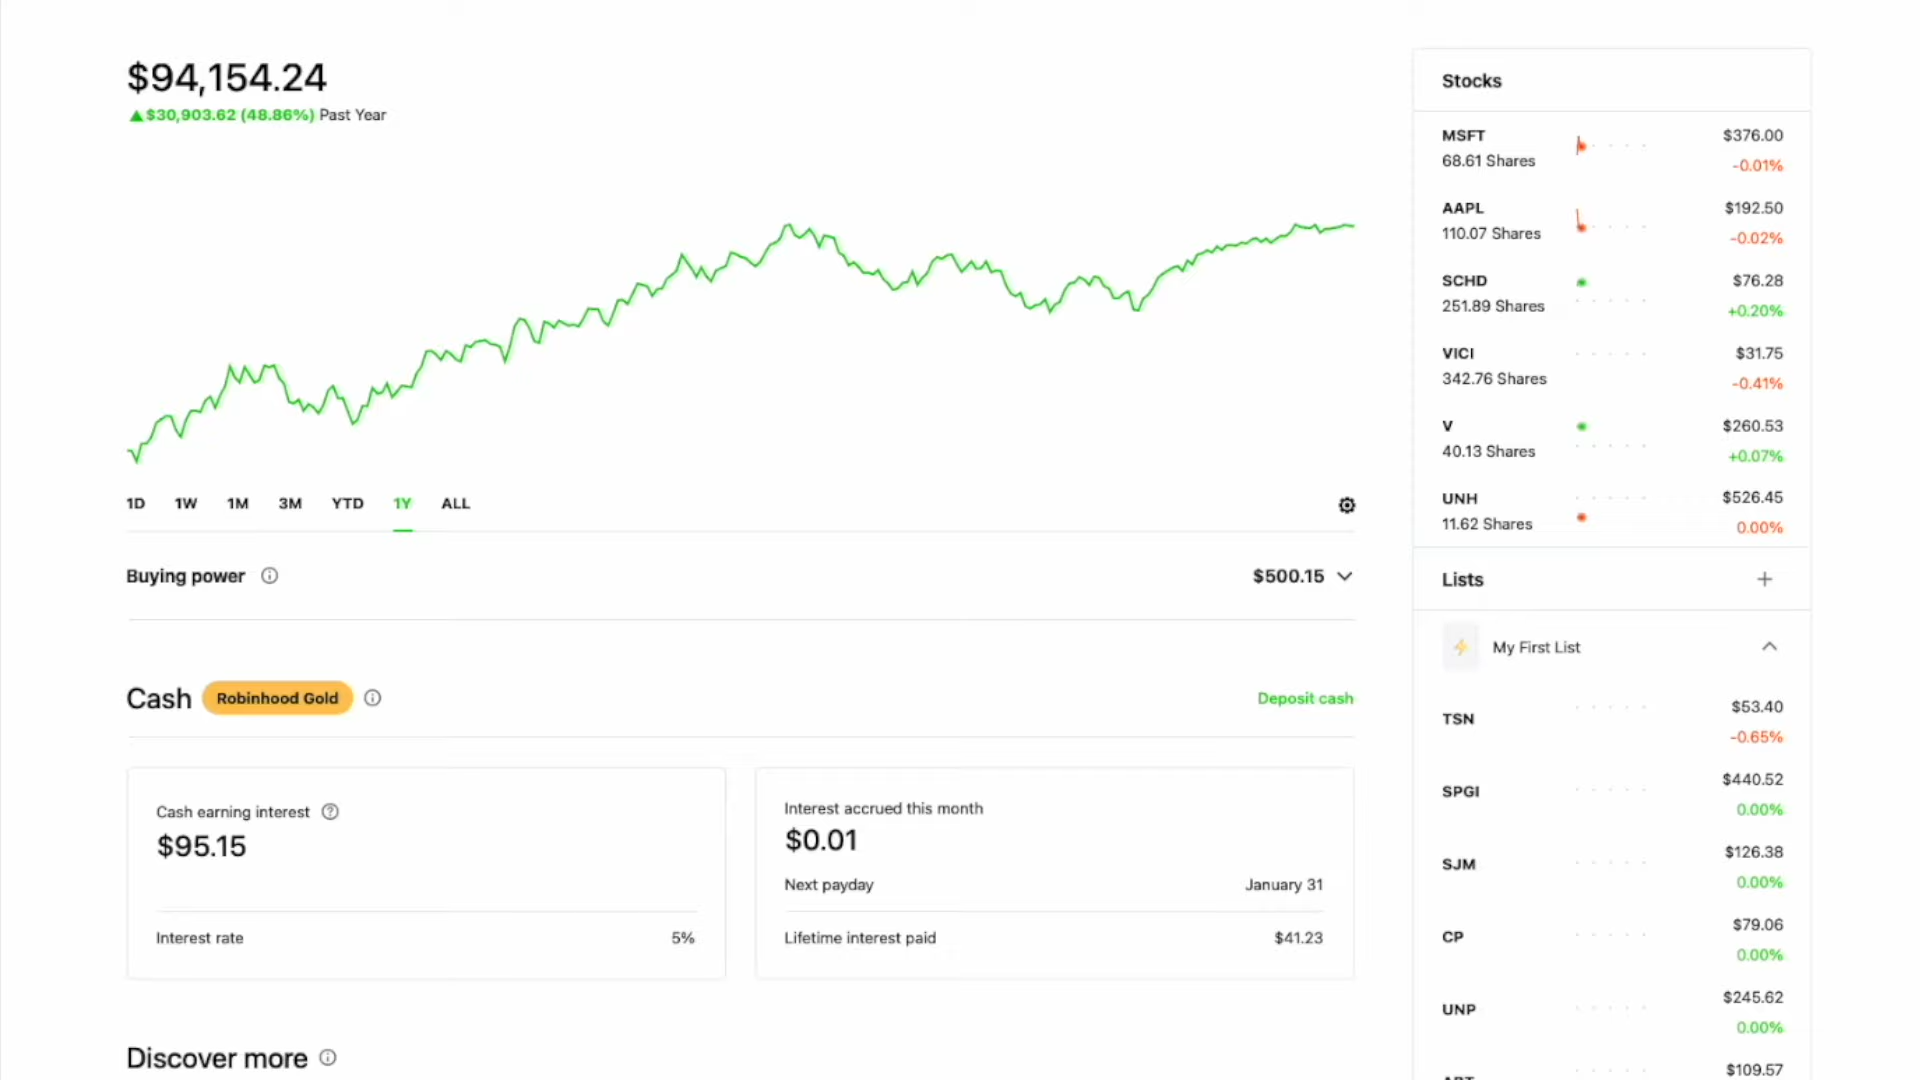 $94,154.24
▲$30,903.62 (48.86%) Past Year
1D 1W 1M 3M YTD 1Y ALL
Buying power
$500.15
Cash Robinhood Gold
Deposit cash
Cash earning interest
$95.15
Interest rate 5%
Interest accrued this month
$0.01
Next payday January 31
Lifetime interest paid $41.23
Discover more
Stocks
MSFT $376.00
68.61 Shares -0.01%
AAPL $192.50
110.07 Shares -0.02%
SCHD $76.28
251.89 Shares +0.20%
VICI $31.75
342.76 Shares -0.41%
V $260.53
40.13 Shares +0.07%
UNH $526.45
11.62 Shares 0.00%
Lists +
My First List
TSN $53.40
-0.65%
SPGI $440.52
0.00%
SJM $126.38
0.00%
CP $79.06
0.00%
UNP $245.62
0.00%
$109.57